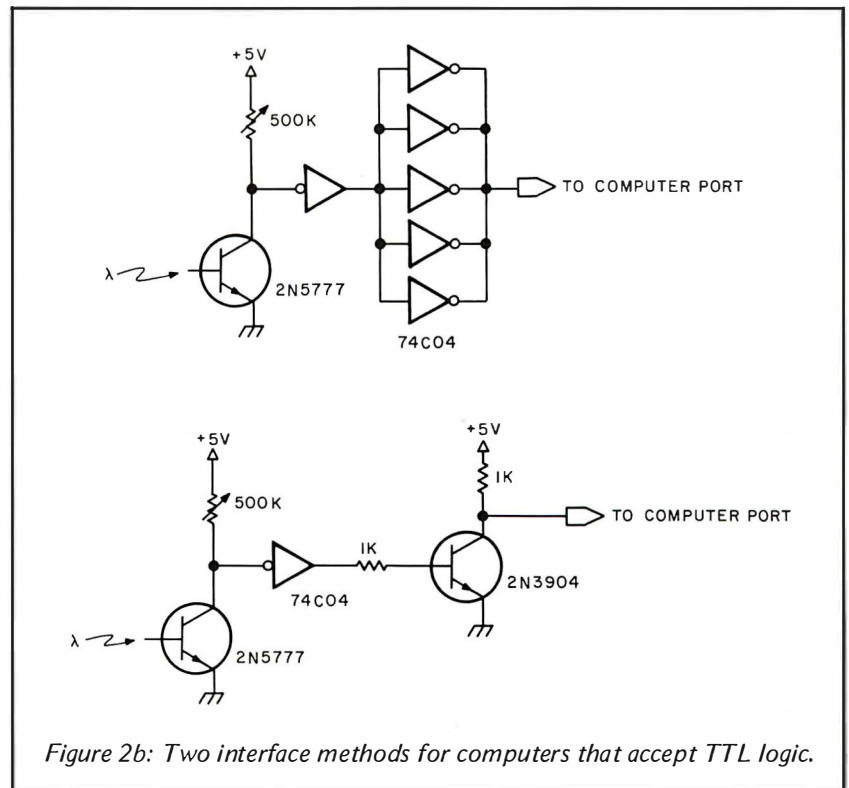 +5V
500K
TO COMPUTER PORT
λ
2N5777
74C04
+5V
+5V
1K
500K
TO COMPUTER PORT
1K
74C04
2N3904
λ
2N5777
Figure 2b: Two interface methods for computers that accept TTL logic.